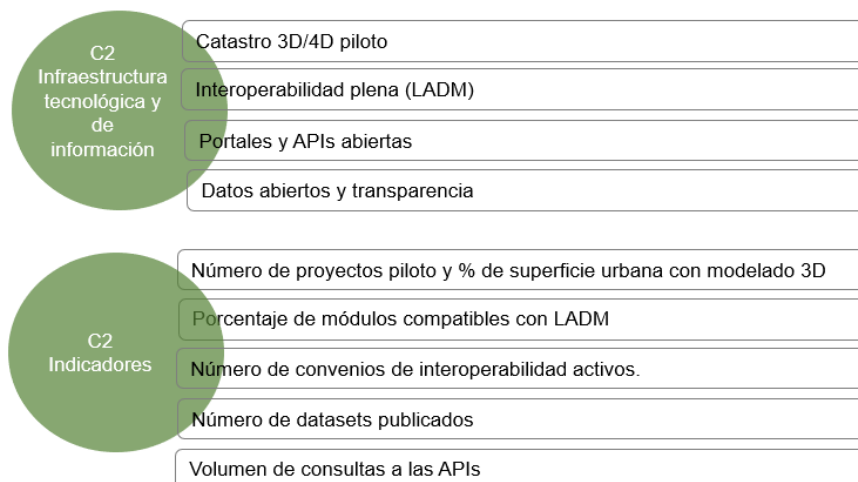 C2
Infraestructura
tecnológica y
de
información
Catastro 3D/4D piloto
Interoperabilidad plena (LADM)
Portales y APIs abiertas
Datos abiertos y transparencia
C2
Indicadores
Número de proyectos piloto y % de superficie urbana con modelado 3D
Porcentaje de módulos compatibles con LADM
Número de convenios de interoperabilidad activos.
Número de datasets publicados
Volumen de consultas a las APIs